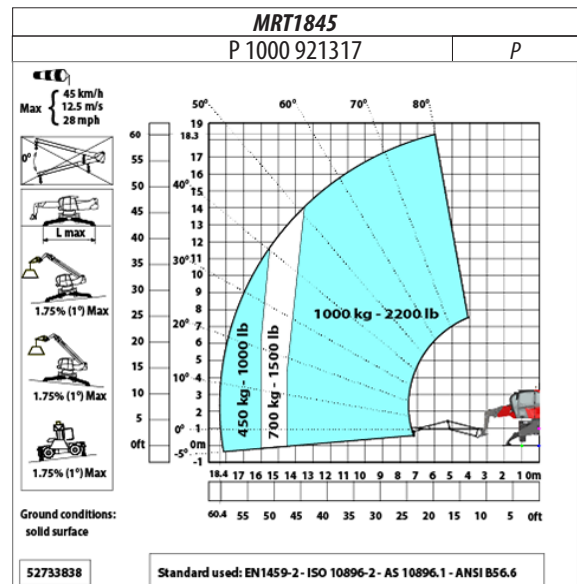 MRT1845
P 1000 921317 P
Max { 45 km/h
12.5 m/s
28 mph
0°
L max
1.75% (1°) Max
1.75% (1°) Max
1.75% (1°) Max
Ground conditions:
solid surface
52733838
60
55
50
45
40
35
30
25
20
15
10
5
0ft
19
18.3
17
16
15
14
13
12
11
10
9
8
7
6
5
4
3
2
1
0m
-1
50°
60°
70°
80°
40°
30°
20°
10°
0°
-5°
450 kg - 1000 lb
700 kg - 1500 lb
1000 kg - 2200 lb
18.4 17 16 15 14 13 12 11 10 9 8 7 6 5 4 3 2 1 0m
60.4 55 50 45 40 35 30 25 20 15 10 5 0ft
Standard used: EN1459-2 - ISO 10896-2 - AS 10896.1 - ANSI B56.6